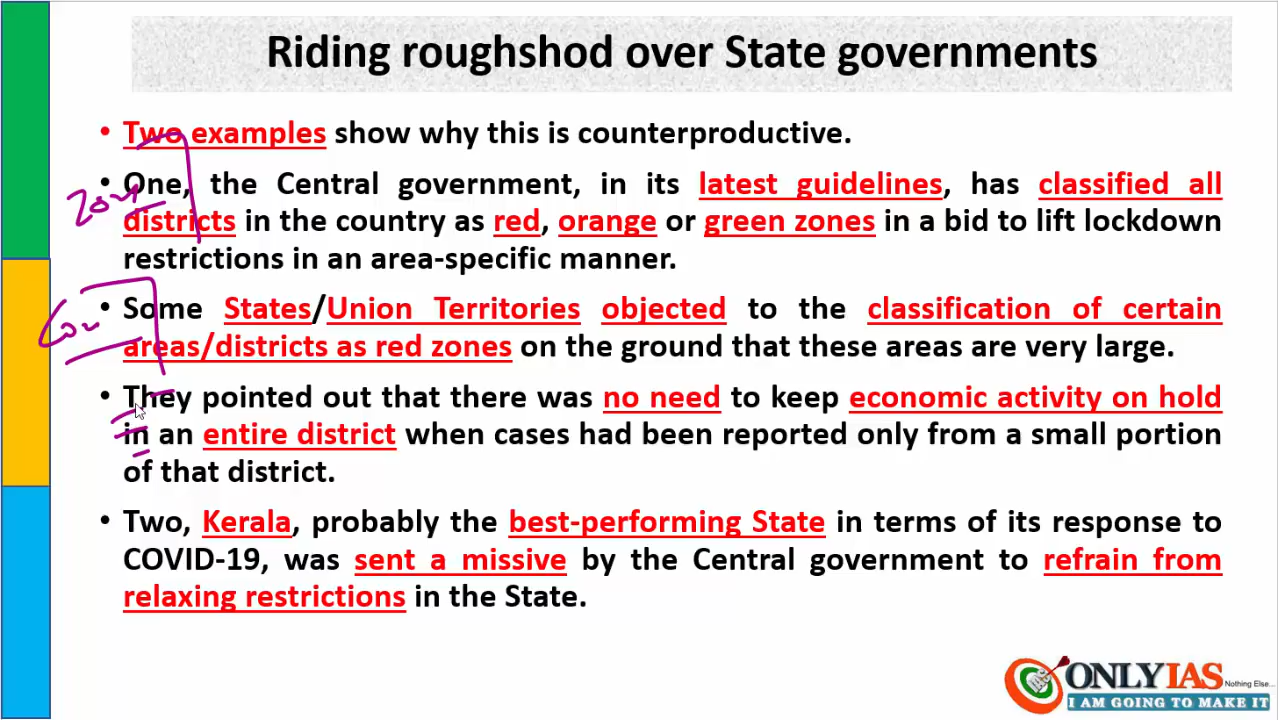 Riding roughshod over State governments
• Two examples show why this is counterproductive.
• One, the Central government, in its latest guidelines, has classified all
districts in the country as red, orange or green zones in a bid to lift lockdown
restrictions in an area-specific manner.
• Some States/Union Territories objected to the classification of certain
areas/districts as red zones on the ground that these areas are very large.
• They pointed out that there was no need to keep economic activity on hold
in an entire district when cases had been reported only from a small portion
of that district.
• Two, Kerala, probably the best-performing State in terms of its response to
COVID-19, was sent a missive by the Central government to refrain from
relaxing restrictions in the State.
ONLYIAS Nothing Else...
I AM GOING TO MAKE IT